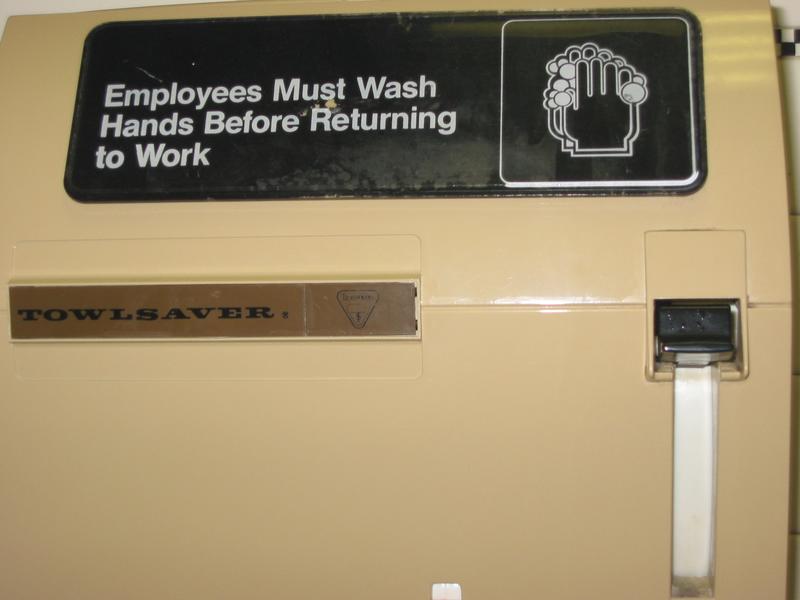 Employees Must Wash
Hands Before Returning
to Work
TOWLSAVER ®